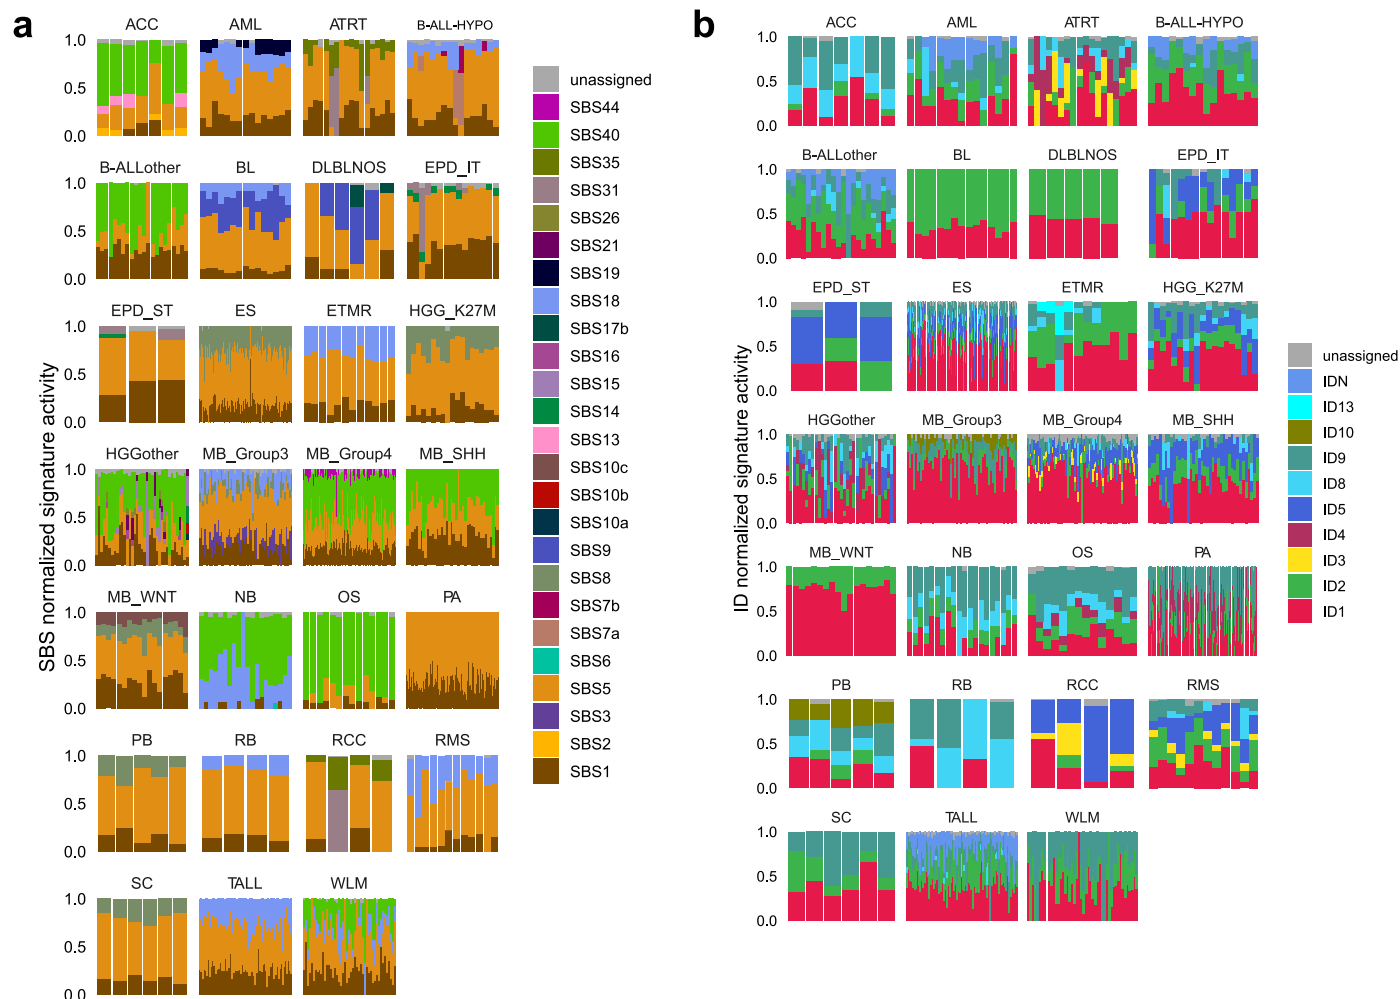 a
SBS normalized signature activity
ACC AML ATRT B-ALL-HYPO
1.0
0.5
0.0
B-ALLother BL DLBLNOS EPD_IT
1.0
0.5
0.0
EPD_ST ES ETMR HGG_K27M
1.0
0.5
0.0
HGGother MB_Group3 MB_Group4 MB_SHH
1.0
0.5
0.0
MB_WNT NB OS PA
1.0
0.5
0.0
PB RB RCC RMS
1.0
0.5
0.0
SC TALL WLM
1.0
0.5
0.0
unassigned
SBS44
SBS40
SBS35
SBS31
SBS26
SBS21
SBS19
SBS18
SBS17b
SBS16
SBS15
SBS14
SBS13
SBS10c
SBS10b
SBS10a
SBS9
SBS8
SBS7b
SBS7a
SBS6
SBS5
SBS3
SBS2
SBS1
b
ID normalized signature activity
ACC AML ATRT B-ALL-HYPO
1.0
0.5
0.0
B-ALLother BL DLBLNOS EPD_IT
1.0
0.5
0.0
EPD_ST ES ETMR HGG_K27M
1.0
0.5
0.0
HGGother MB_Group3 MB_Group4 MB_SHH
1.0
0.5
0.0
MB_WNT NB OS PA
1.0
0.5
0.0
PB RB RCC RMS
1.0
0.5
0.0
SC TALL WLM
1.0
0.5
0.0
unassigned
IDN
ID13
ID10
ID9
ID8
ID5
ID4
ID3
ID2
ID1